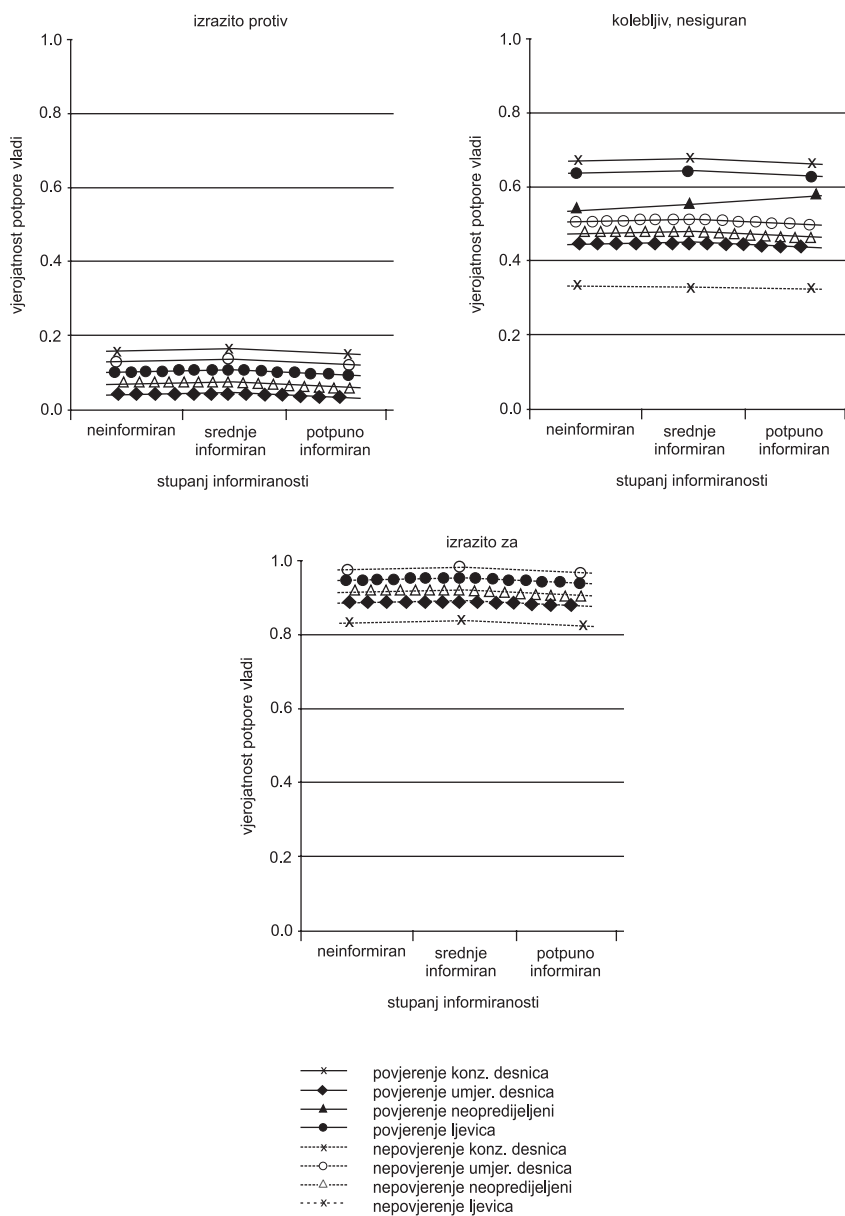 izrazito protiv
vjerojatnost potpore vladi
1.0
0.8
0.6
0.4
0.2
0.0
neinformiran
srednje
informiran
potpuno
informiran
stupanj informiranosti
kolebljiv, nesiguran
vjerojatnost potpore vladi
1.0
0.8
0.6
0.4
0.2
0.0
neinformiran
srednje
informiran
potpuno
informiran
stupanj informiranosti
izrazito za
vjerojatnost potpore vladi
1.0
0.8
0.6
0.4
0.2
0.0
neinformiran
srednje
informiran
potpuno
informiran
stupanj informiranosti
povjerenje konz. desnica
povjerenje umjer. desnica
povjerenje neopredijeljeni
povjerenje ljevica
nepovjerenje konz. desnica
nepovjerenje umjer. desnica
nepovjerenje neopredijeljeni
nepovjerenje ljevica